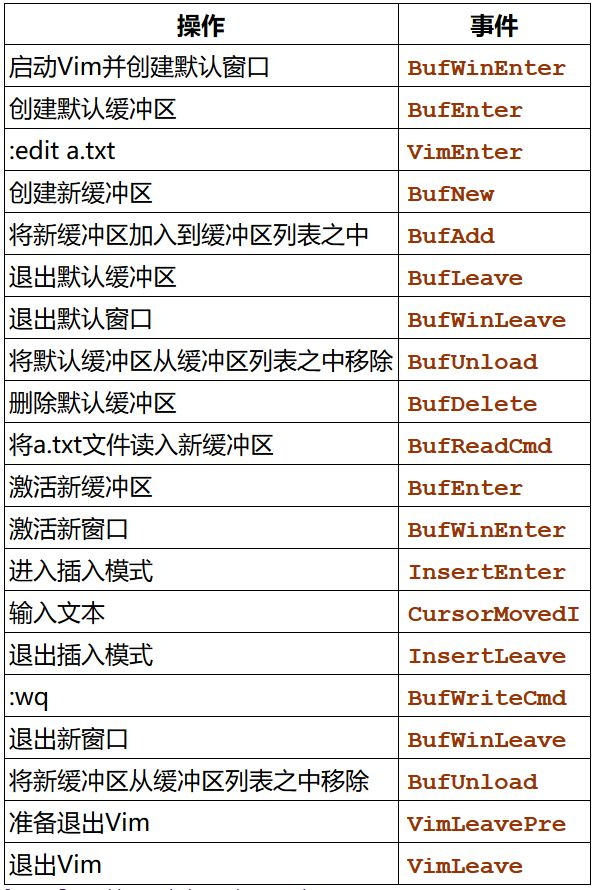 操作 事件
启动Vim并创建默认窗口 BufWinEnter
创建默认缓冲区 BufEnter
:edit a.txt VimEnter
创建新缓冲区 BufNew
将新缓冲区加入到缓冲区列表之中 BufAdd
退出默认缓冲区 BufLeave
退出默认窗口 BufWinLeave
将默认缓冲区从缓冲区列表之中移除 BufUnload
删除默认缓冲区 BufDelete
将a.txt文件读入新缓冲区 BufReadCmd
激活新缓冲区 BufEnter
激活新窗口 BufWinEnter
进入插入模式 InsertEnter
输入文本 CursorMovedI
退出插入模式 InsertLeave
:wq BufWriteCmd
退出新窗口 BufWinLeave
将新缓冲区从缓冲区列表之中移除 BufUnload
准备退出Vim VimLeavePre
退出Vim VimLeave